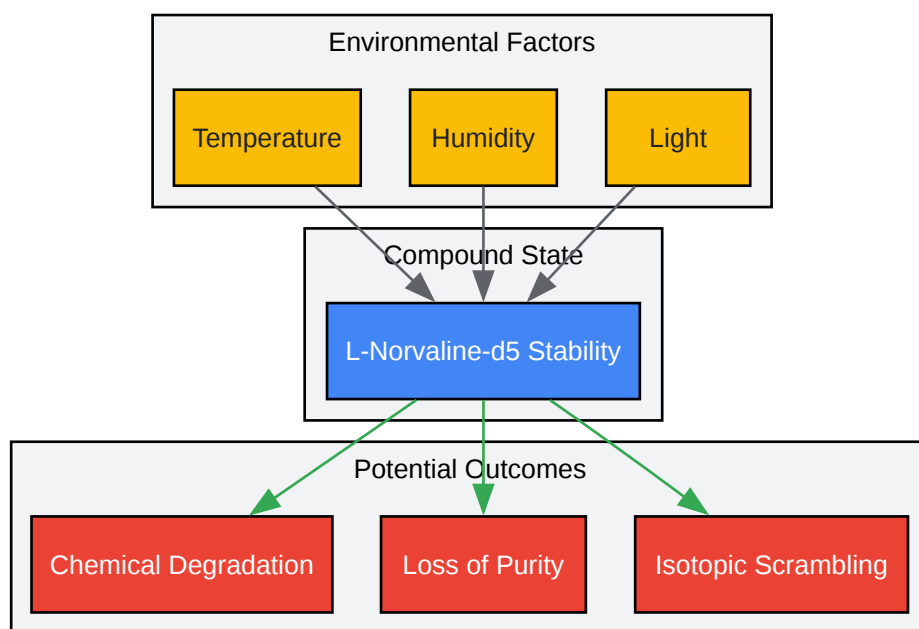 Environmental Factors
Temperature
Humidity
Light
Compound State
L-Norvaline-d5 Stability
Potential Outcomes
Chemical Degradation
Loss of Purity
Isotopic Scrambling